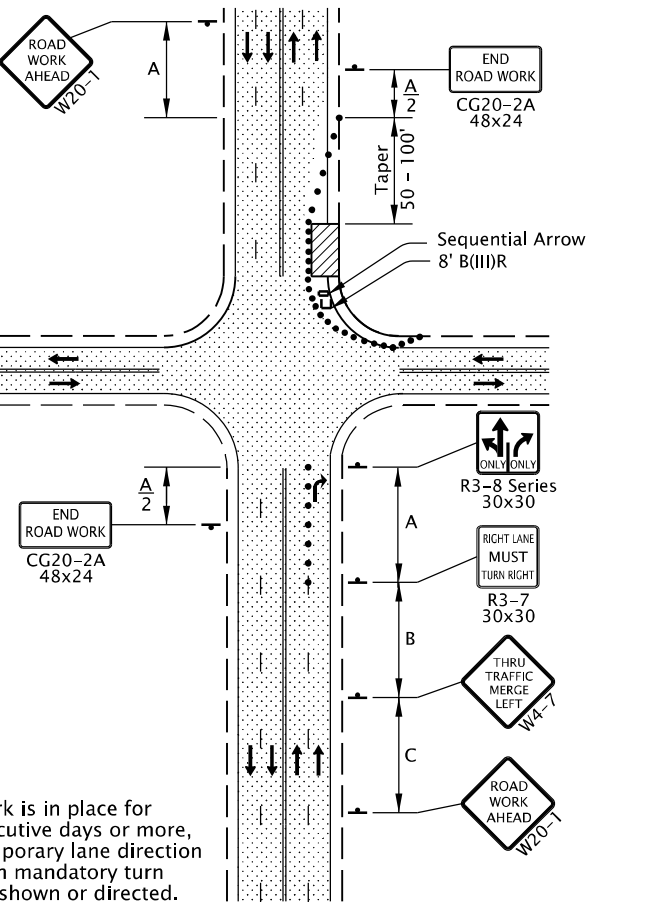 ROAD
WORK
AHEAD
W20-1
A
END
ROAD WORK
CG20-2A
48x24
A
2
Taper
50 - 100'
Sequential Arrow
8' B(III)R
ONLY ONLY
R3-8 Series
30x30
A
2
END
ROAD WORK
CG20-2A
48x24
A
RIGHT LANE
MUST
TURN RIGHT
R3-7
30x30
B
THRU
TRAFFIC
MERGE
LEFT
W4-7
C
ROAD
WORK
AHEAD
W20-1
rk is in place for
cutive days or more,
porary lane direction
n mandatory turn
shown or directed.